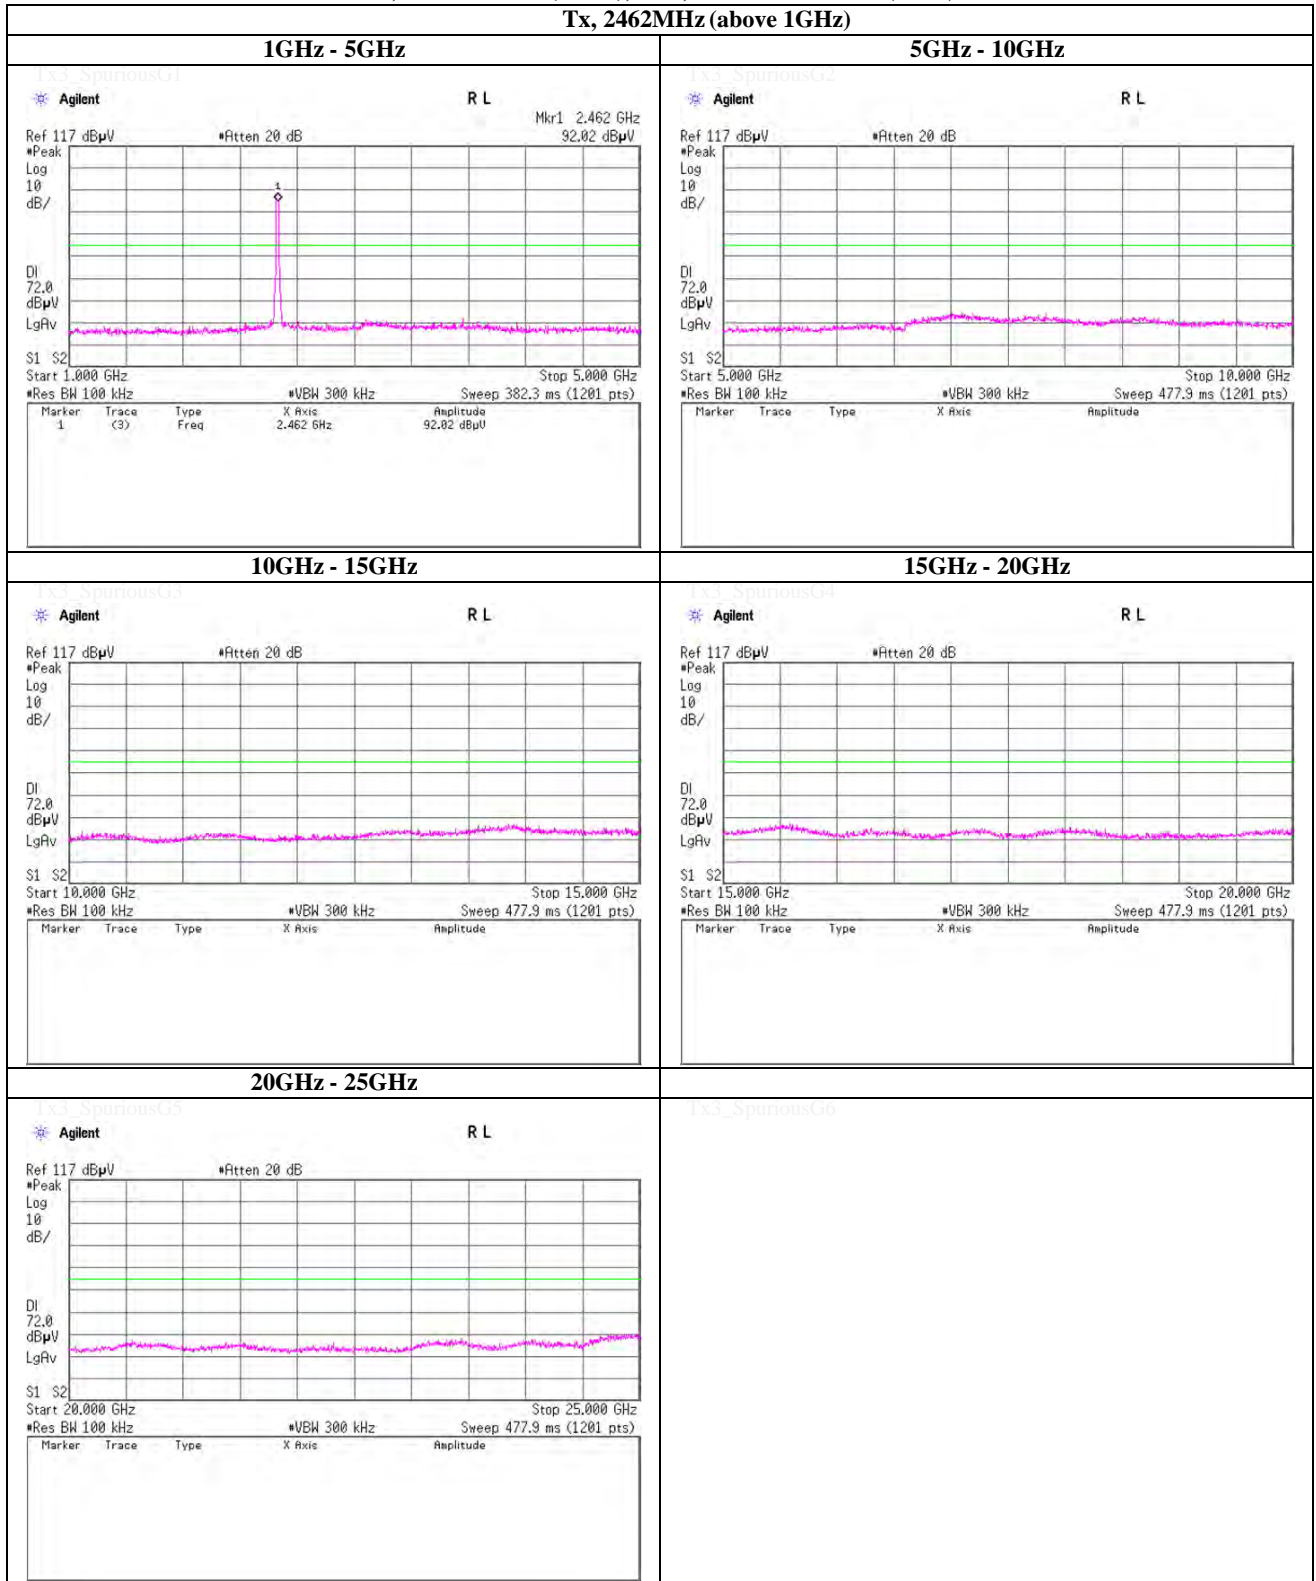 Tx, 2462MHz (above 1GHz)
1GHz - 5GHz
5GHz - 10GHz
Tx3_SpuriousG1
Agilent R L
Mkr1 2.462 GHz
Ref 117 dBµV #Atten 20 dB 92.02 dBµV
#Peak
Log
10
dB/
1
DI
72.0
dBµV
LgAv
S1 S2
Start 1.000 GHz Stop 5.000 GHz
#Res BW 100 kHz #VBW 300 kHz Sweep 382.3 ms (1201 pts)
Marker Trace Type X Axis Amplitude
1 (3) Freq 2.462 GHz 92.02 dBµV
Tx3_SpuriousG2
Agilent R L
Ref 117 dBµV #Atten 20 dB
#Peak
Log
10
dB/
DI
72.0
dBµV
LgAv
S1 S2
Start 5.000 GHz Stop 10.000 GHz
#Res BW 100 kHz #VBW 300 kHz Sweep 477.9 ms (1201 pts)
Marker Trace Type X Axis Amplitude
10GHz - 15GHz
15GHz - 20GHz
Tx3_SpuriousG3
Agilent R L
Ref 117 dBµV #Atten 20 dB
#Peak
Log
10
dB/
DI
72.0
dBµV
LgAv
S1 S2
Start 10.000 GHz Stop 15.000 GHz
#Res BW 100 kHz #VBW 300 kHz Sweep 477.9 ms (1201 pts)
Marker Trace Type X Axis Amplitude
Tx3_SpuriousG4
Agilent R L
Ref 117 dBµV #Atten 20 dB
#Peak
Log
10
dB/
DI
72.0
dBµV
LgAv
S1 S2
Start 15.000 GHz Stop 20.000 GHz
#Res BW 100 kHz #VBW 300 kHz Sweep 477.9 ms (1201 pts)
Marker Trace Type X Axis Amplitude
20GHz - 25GHz
Tx3_SpuriousG5
Agilent R L
Ref 117 dBµV #Atten 20 dB
#Peak
Log
10
dB/
DI
72.0
dBµV
LgAv
S1 S2
Start 20.000 GHz Stop 25.000 GHz
#Res BW 100 kHz #VBW 300 kHz Sweep 477.9 ms (1201 pts)
Marker Trace Type X Axis Amplitude
Tx3_SpuriousG6